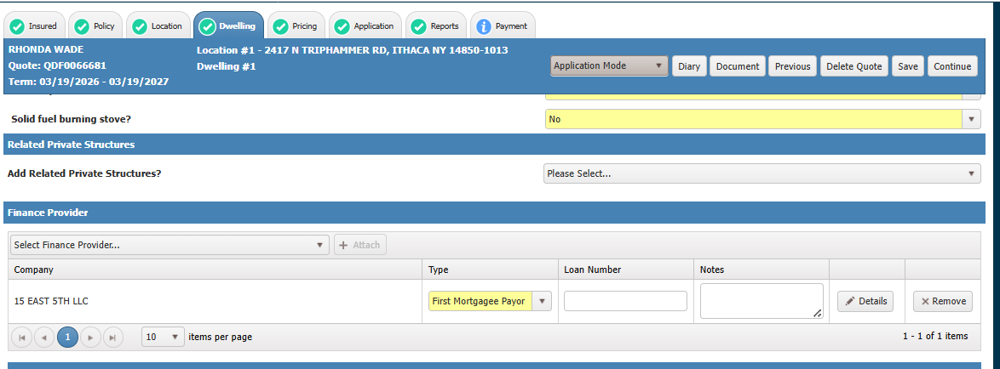 Insured Policy Location Dwelling Pricing Application Reports Payment
RHONDA WADE
Location #1 - 2417 N TRIPHAMMER RD, ITHACA NY 14850-1013
Quote: QDF0066681
Dwelling #1
Term: 03/19/2026 - 03/19/2027
Application Mode Diary Document Previous Delete Quote Save Continue
Solid fuel burning stove? No
Related Private Structures
Add Related Private Structures? Please Select...
Finance Provider
Select Finance Provider... + Attach
Company Type Loan Number Notes
15 EAST 5TH LLC First Mortgagee Payor Details Remove
1 10 items per page 1 - 1 of 1 items